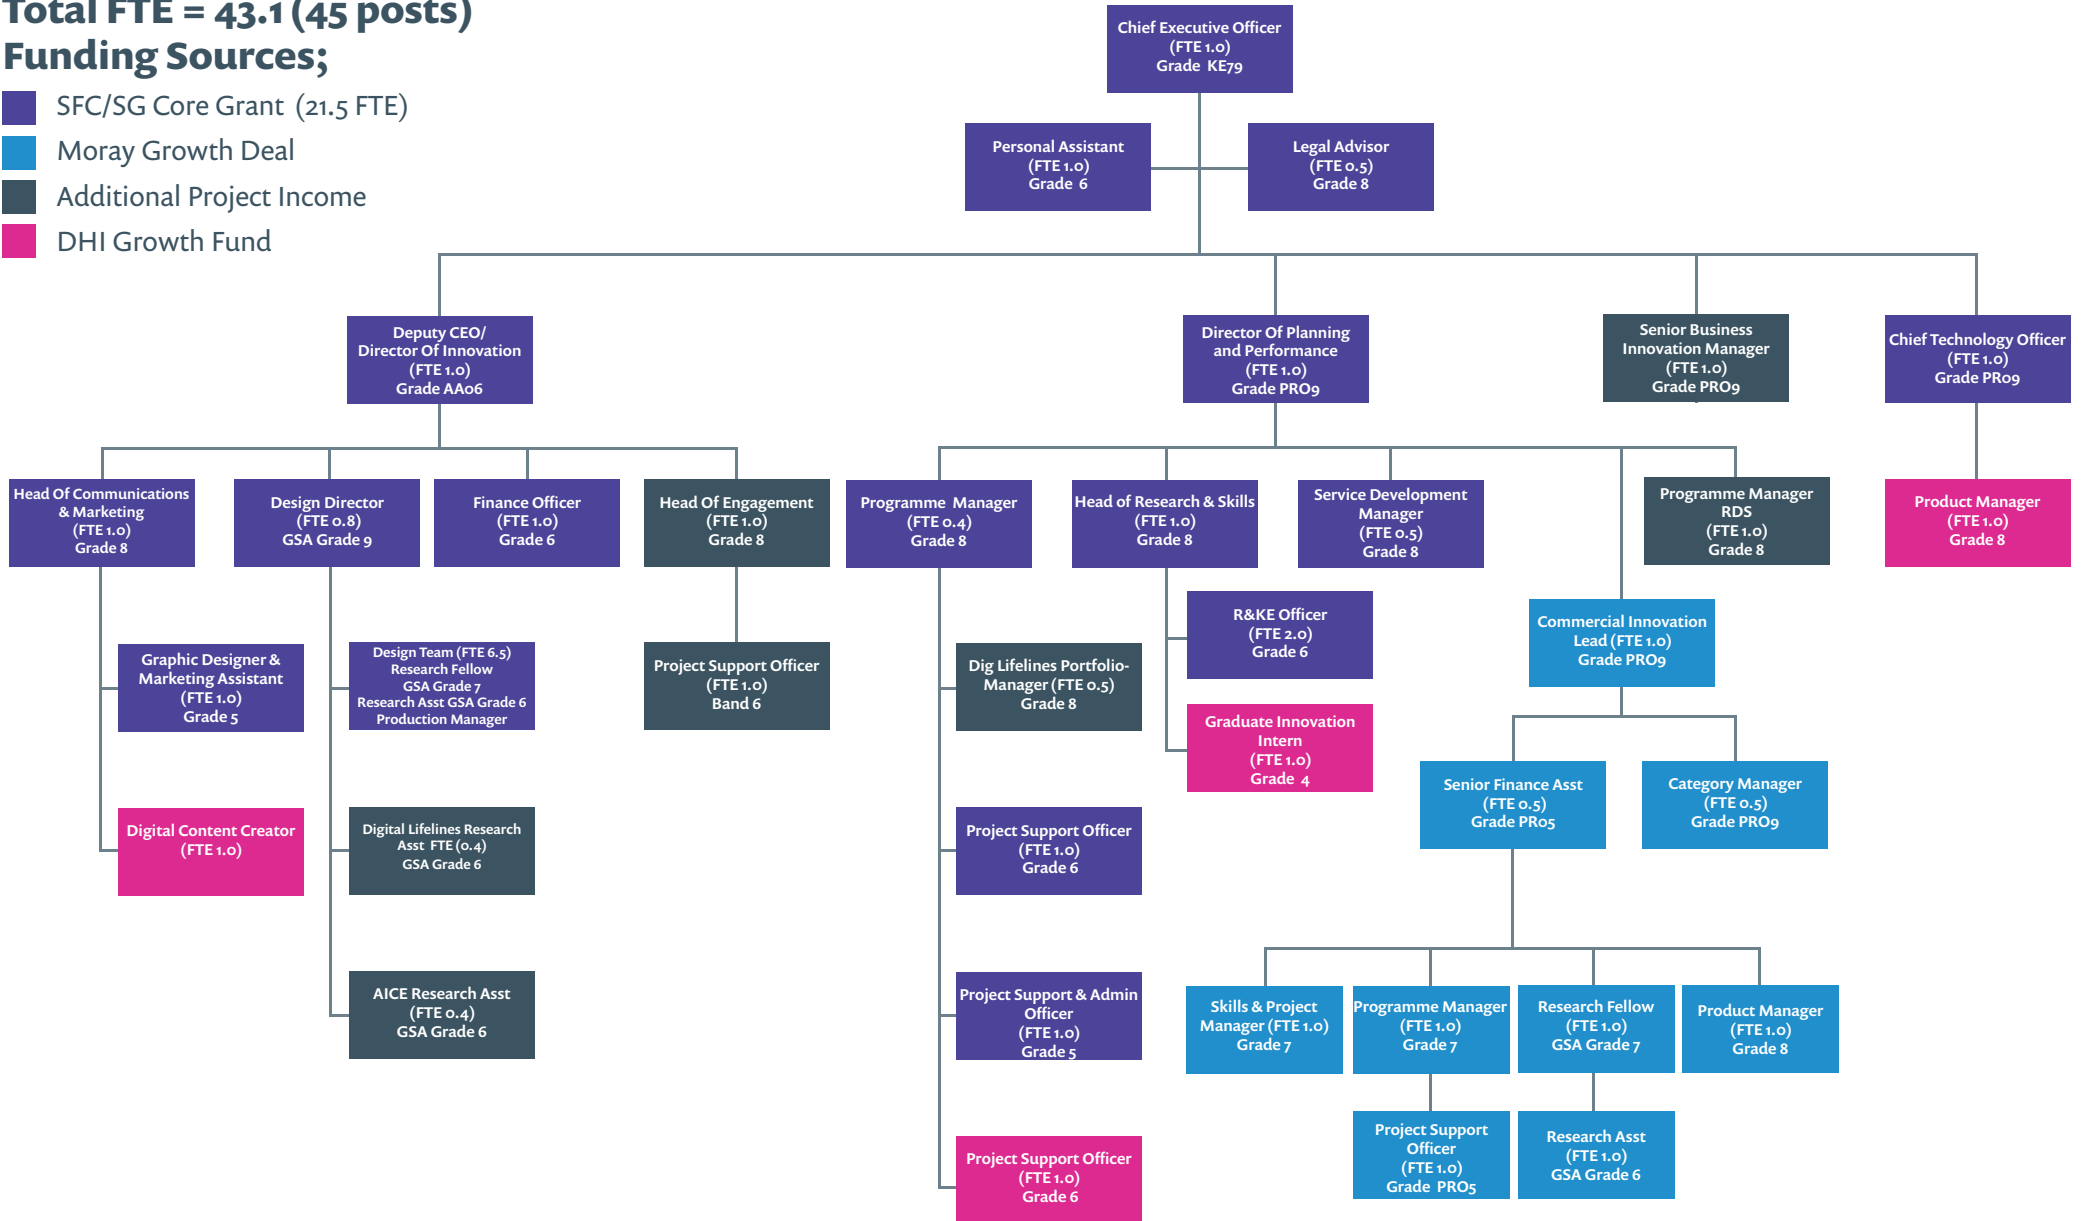 Total FTE = 43.1 (45 posts)
Funding Sources;
SFC/SG Core Grant (21.5 FTE)
Moray Growth Deal
Additional Project Income
DHI Growth Fund
Chief Executive Officer
(FTE 1.0)
Grade KE79
Personal Assistant
(FTE 1.0)
Grade 6
Legal Advisor
(FTE 0.5)
Grade 8
Deputy CEO/
Director Of Innovation
(FTE 1.0)
Grade AA06
Director Of Planning
and Performance
(FTE 1.0)
Grade PRO9
Senior Business
Innovation Manager
(FTE 1.0)
Grade PRO9
Chief Technology Officer
(FTE 1.0)
Grade PR09
Head Of Communications
& Marketing
(FTE 1.0)
Grade 8
Design Director
(FTE 0.8)
GSA Grade 9
Finance Officer
(FTE 1.0)
Grade 6
Head Of Engagement
(FTE 1.0)
Grade 8
Programme Manager
(FTE 0.4)
Grade 8
Head of Research & Skills
(FTE 1.0)
Grade 8
Service Development
Manager
(FTE 0.5)
Grade 8
Programme Manager
RDS
(FTE 1.0)
Grade 8
Product Manager
(FTE 1.0)
Grade 8
Graphic Designer &
Marketing Assistant
(FTE 1.0)
Grade 5
Design Team (FTE 6.5)
Research Fellow
GSA Grade 7
Research Asst GSA Grade 6
Production Manager
Project Support Officer
(FTE 1.0)
Band 6
Dig Lifelines Portfolio-
Manager (FTE 0.5)
Grade 8
R&KE Officer
(FTE 2.0)
Grade 6
Commercial Innovation
Lead (FTE 1.0)
Grade PRO9
Graduate Innovation
Intern
(FTE 1.0)
Grade 4
Senior Finance Asst
(FTE 0.5)
Grade PR05
Category Manager
(FTE 0.5)
Grade PRO9
Digital Content Creator
(FTE 1.0)
Digital Lifelines Research
Asst FTE (0.4)
GSA Grade 6
Project Support Officer
(FTE 1.0)
Grade 6
AICE Research Asst
(FTE 0.4)
GSA Grade 6
Project Support & Admin
Officer
(FTE 1.0)
Grade 5
Skills & Project
Manager (FTE 1.0)
Grade 7
Programme Manager
(FTE 1.0)
Grade 7
Research Fellow
(FTE 1.0)
GSA Grade 7
Product Manager
(FTE 1.0)
Grade 8
Project Support Officer
(FTE 1.0)
Grade 6
Project Support
Officer
(FTE 1.0)
Grade PRO5
Research Asst
(FTE 1.0)
GSA Grade 6